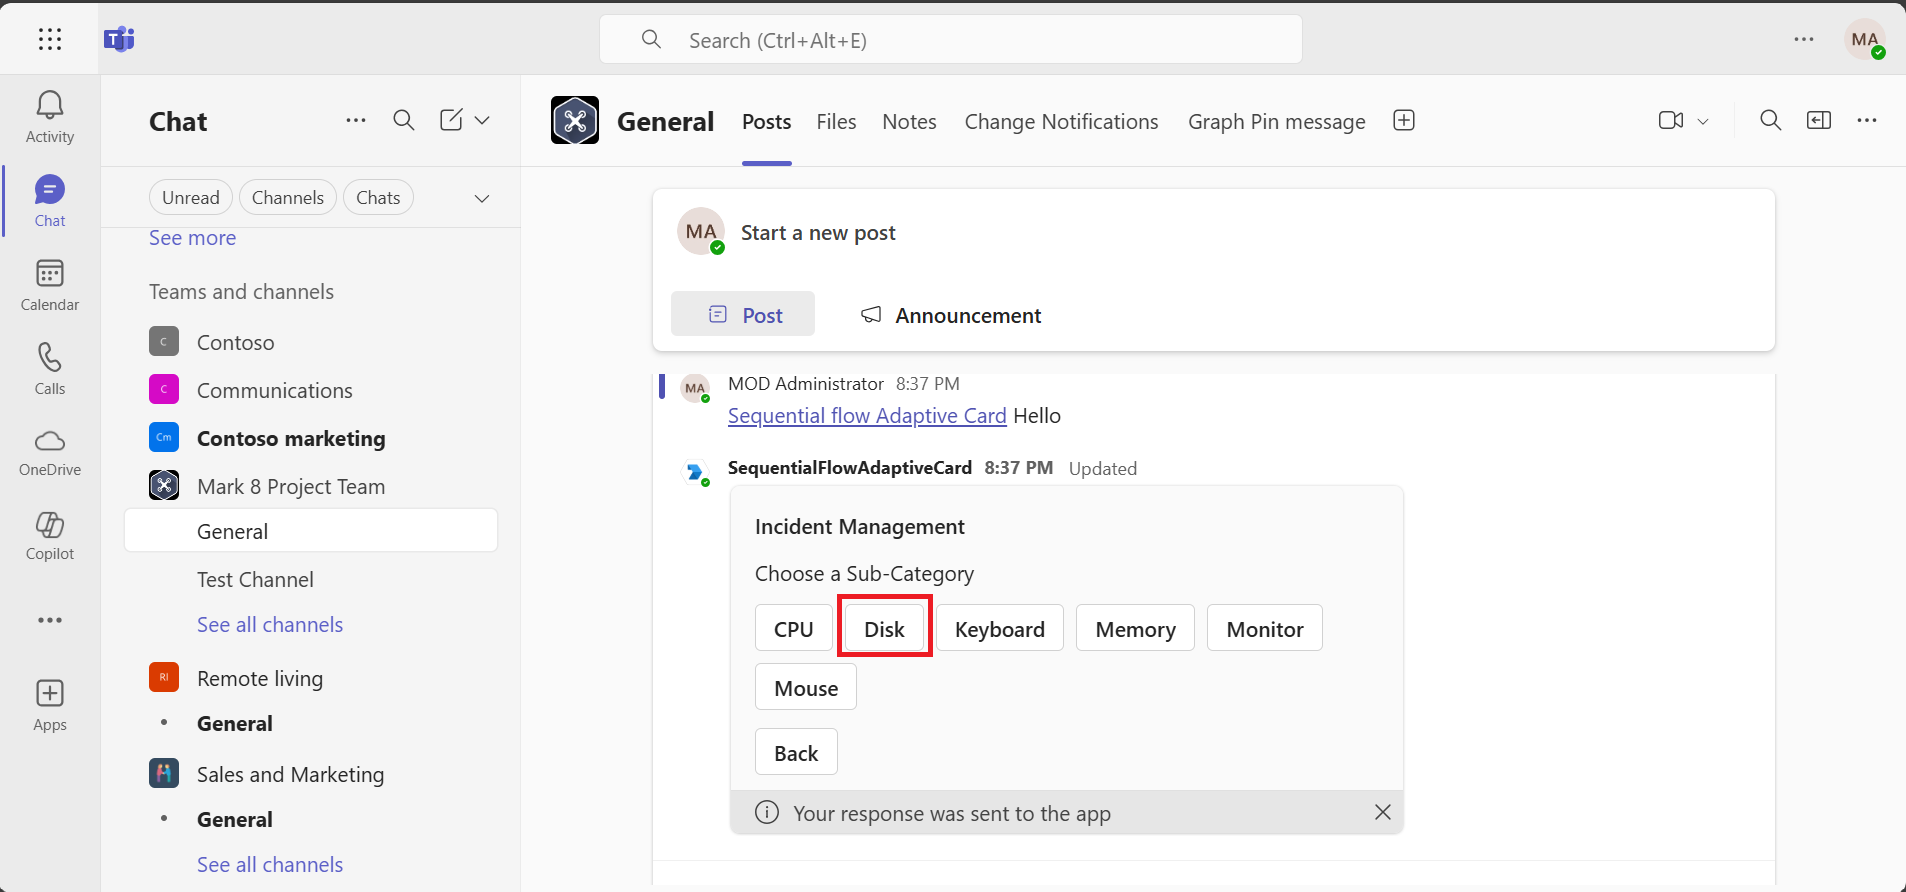 Search (Ctrl+Alt+E)
MA
Activity
Chat
Calendar
Calls
OneDrive
Copilot
Apps
Chat
Unread
Channels
Chats
See more
Teams and channels
C
Contoso
C
Communications
Cm
Contoso marketing
Mark 8 Project Team
General
Test Channel
See all channels
RI
Remote living
General
Sales and Marketing
General
See all channels
General
Posts
Files
Notes
Change Notifications
Graph Pin message
MA
Start a new post
Post
Announcement
MA
MOD Administrator 8:37 PM
Sequential flow Adaptive Card Hello
SequentialFlowAdaptiveCard 8:37 PM Updated
Incident Management
Choose a Sub-Category
CPU
Disk
Keyboard
Memory
Monitor
Mouse
Back
Your response was sent to the app